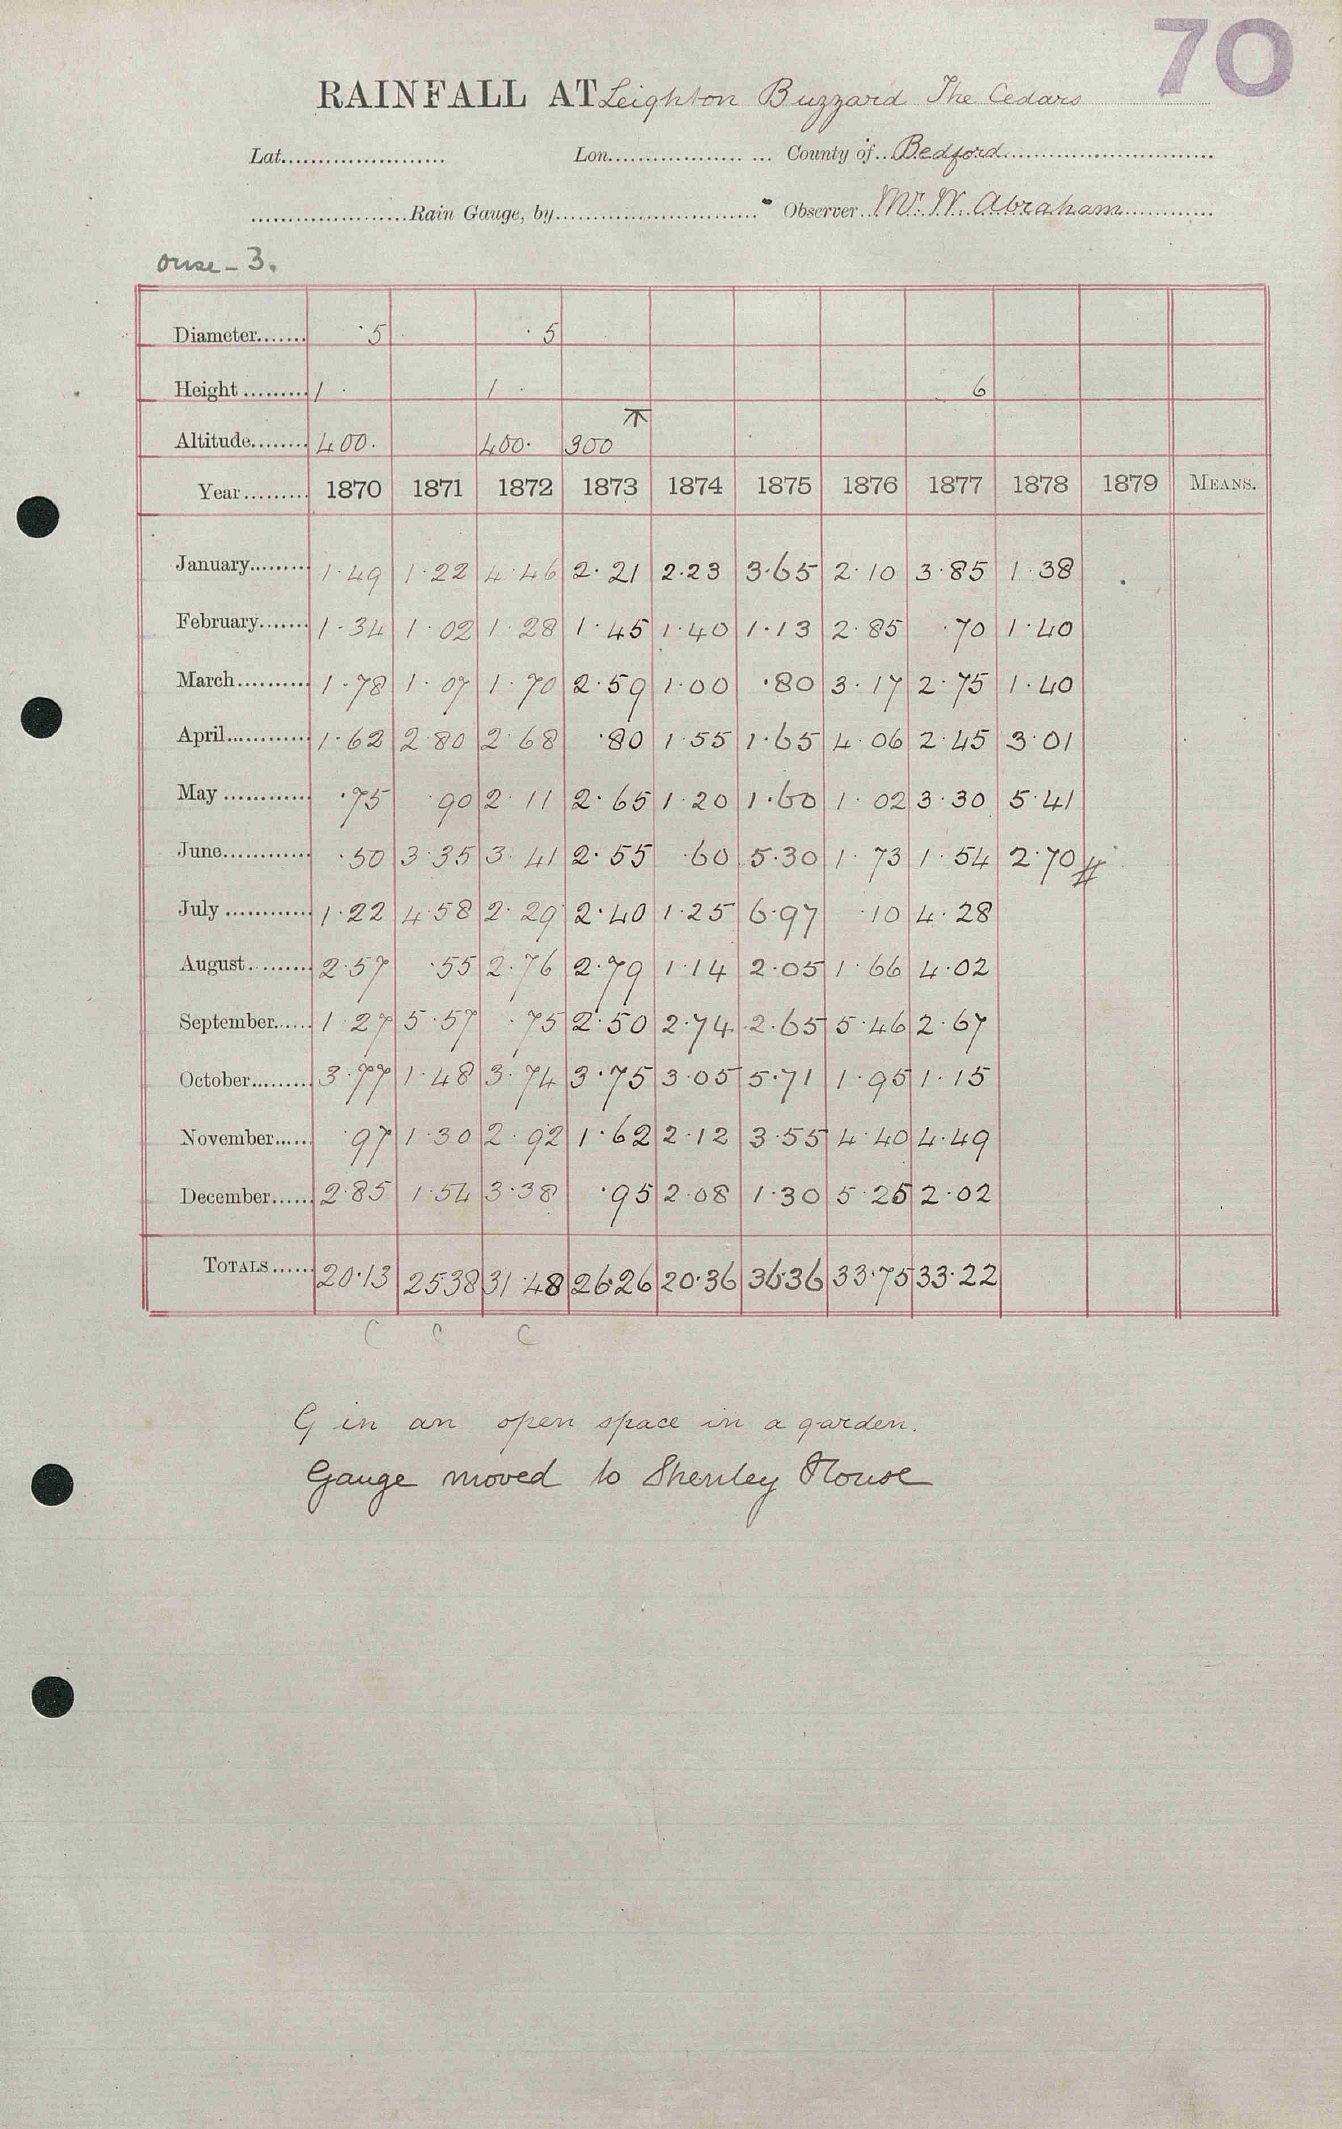 70
RAINFALL AT Leighton Buzzard The Cedars
Lat...................... Lon...................... County of Bedford
......................Rain Gauge, by...................... Observer Mr. W. Abraham
Ouse - 3.
Diameter....... ·5 ·5
Height ......... 1 · 1 · 6
Altitude........ 400. 400. 300
Year......... 1870 1871 1872 1873 1874 1875 1876 1877 1878 1879 MEANS.
January......... 1·49 1·22 4·46 2·21 2·23 3·65 2·10 3·85 1·38
February....... 1·34 1·02 1·28 1·45 1·40 1·13 2·85 ·70 1·40
March.......... 1·78 1·07 1·70 2·59 1·00 ·80 3·17 2·75 1·40
April............ 1·62 2·80 2·68 ·80 1·55 1·65 4·06 2·45 3·01
May ............ ·75 ·90 2·11 2·65 1·20 1·60 1·02 3·30 5·41
June............ ·50 3·35 3·41 2·55 ·60 5·30 1·73 1·54 2·70 #
July ............ 1·22 4·58 2·29 2·40 1·25 6·97 ·10 4·28
August.......... 2·57 ·55 2·76 2·79 1·14 2·05 1·66 4·02
September...... 1·27 5·57 ·75 2·50 2·74 2·65 5·46 2·67
October......... 3·77 1·48 3·74 3·75 3·05 5·71 1·95 1·15
November...... ·97 1·30 2·92 1·62 2·12 3·55 4·40 4·49
December...... 2·85 1·54 3·38 ·95 2·08 1·30 5·25 2·02
TOTALS...... 20·13 25·38 31·48 26·26 20·36 36·36 33·75 33·22
C C C
G in an open space in a garden.
Gauge moved to Shenley House